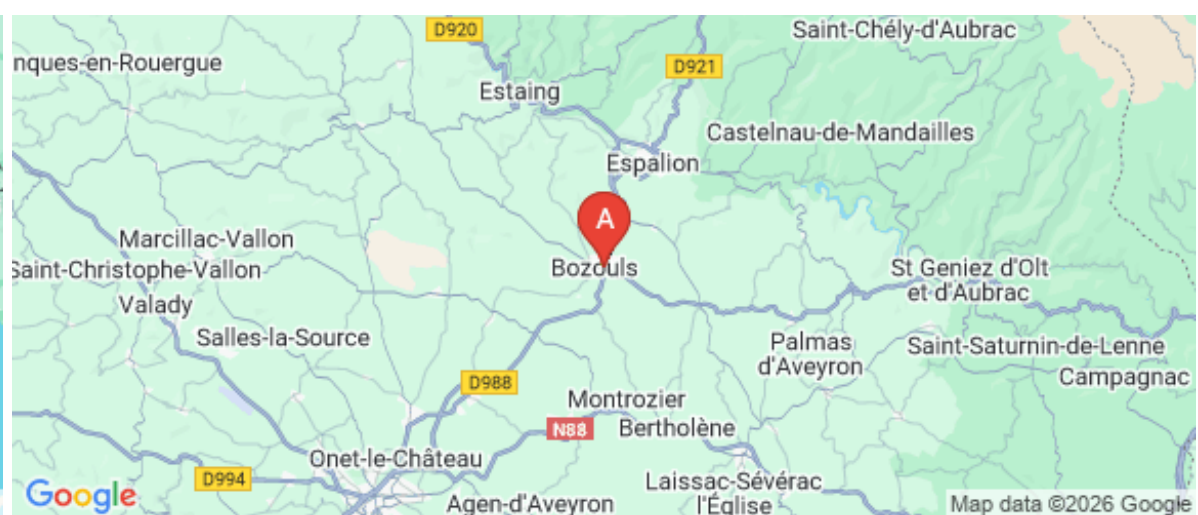 D920
Saint-Chély-d'Aubrac
nques-en-Rouergue
D921
Estaing
Castelnau-de-Mandailles
Espalion
A
Marcillac-Vallon
Bozouls
Saint-Christophe-Vallon
St Geniez d'Olt
et d'Aubrac
Valady
Salles-la-Source
Palmas
d'Aveyron
Saint-Saturnin-de-Lenne
Campagnac
D988
Montrozier
N88
Bertholène
Onet-le-Château
D994
Laissac-Sévérac
l'Église
Agen-d'Aveyron
Google
Map data ©2026 Google